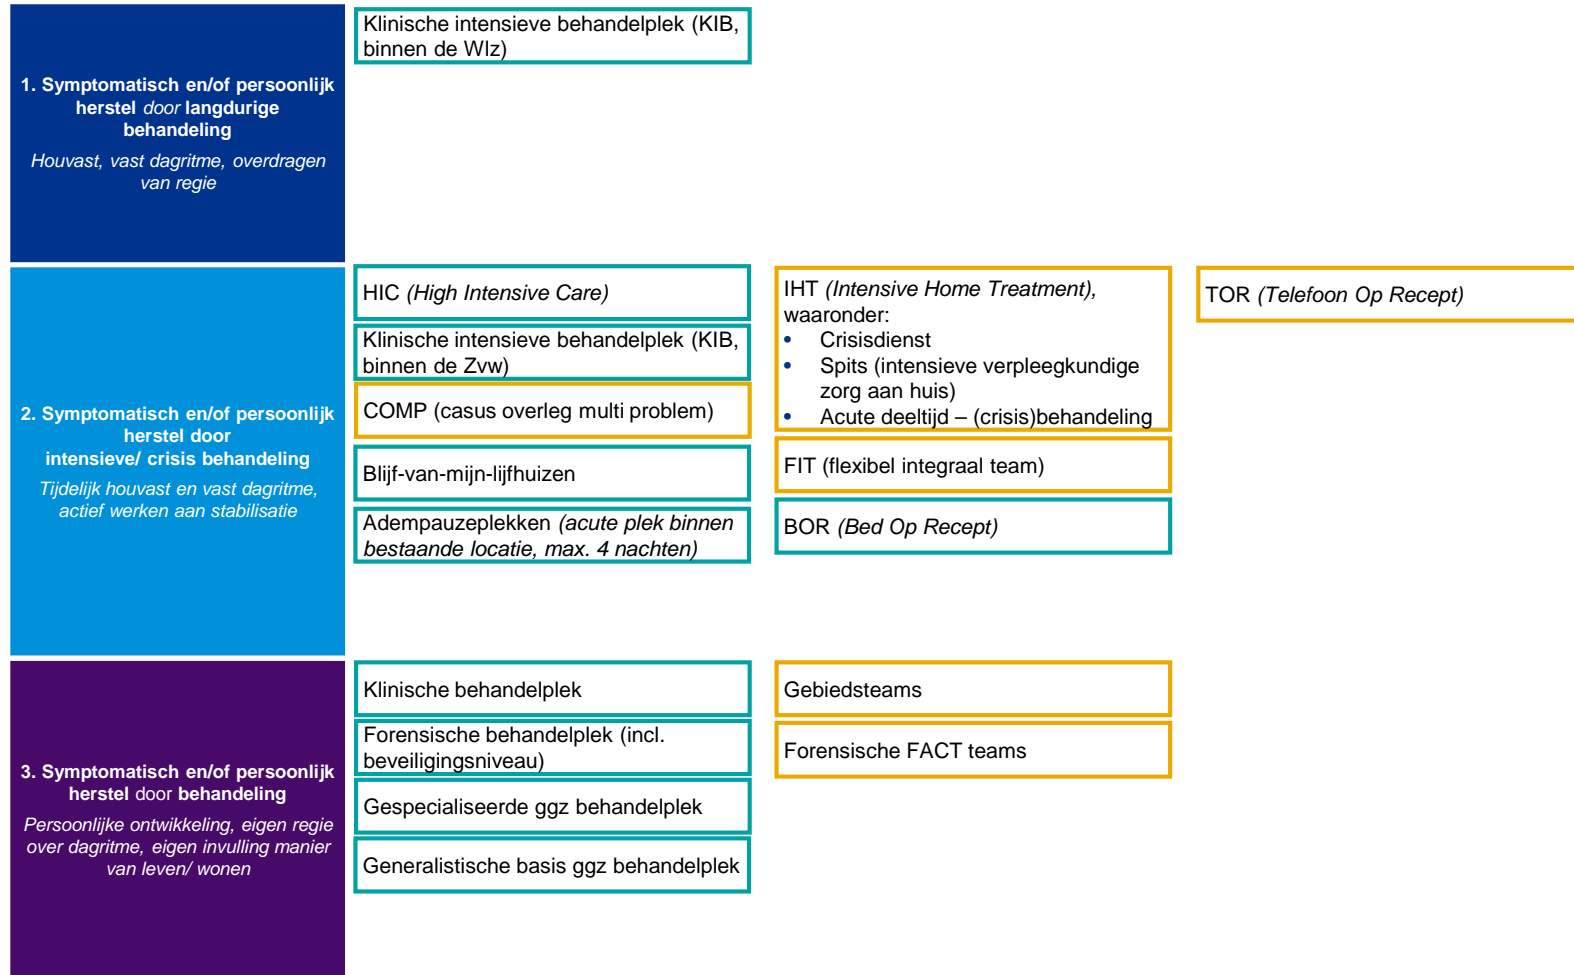 1. Symptomatisch en/of persoonlijk
herstel door langdurige
behandeling
Houvast, vast dagritme, overdragen
van regie
Klinische intensieve behandelplek (KIB,
binnen de Wlz)
2. Symptomatisch en/of persoonlijk
herstel door
intensieve/ crisis behandeling
Tijdelijk houvast en vast dagritme,
actief werken aan stabilisatie
HIC (High Intensive Care)
Klinische intensieve behandelplek (KIB,
binnen de Zvw)
COMP (casus overleg multi problem)
Blijf-van-mijn-lijfhuizen
Adempauzeplekken (acute plek binnen
bestaande locatie, max. 4 nachten)
IHT (Intensive Home Treatment),
waaronder:
• Crisisdienst
• Spits (intensieve verpleegkundige
zorg aan huis)
• Acute deeltijd – (crisis)behandeling
FIT (flexibel integraal team)
BOR (Bed Op Recept)
TOR (Telefoon Op Recept)
3. Symptomatisch en/of persoonlijk
herstel door behandeling
Persoonlijke ontwikkeling, eigen regie
over dagritme, eigen invulling manier
van leven/ wonen
Klinische behandelplek
Forensische behandelplek (incl.
beveiligingsniveau)
Gespecialiseerde ggz behandelplek
Generalistische basis ggz behandelplek
Gebiedsteams
Forensische FACT teams